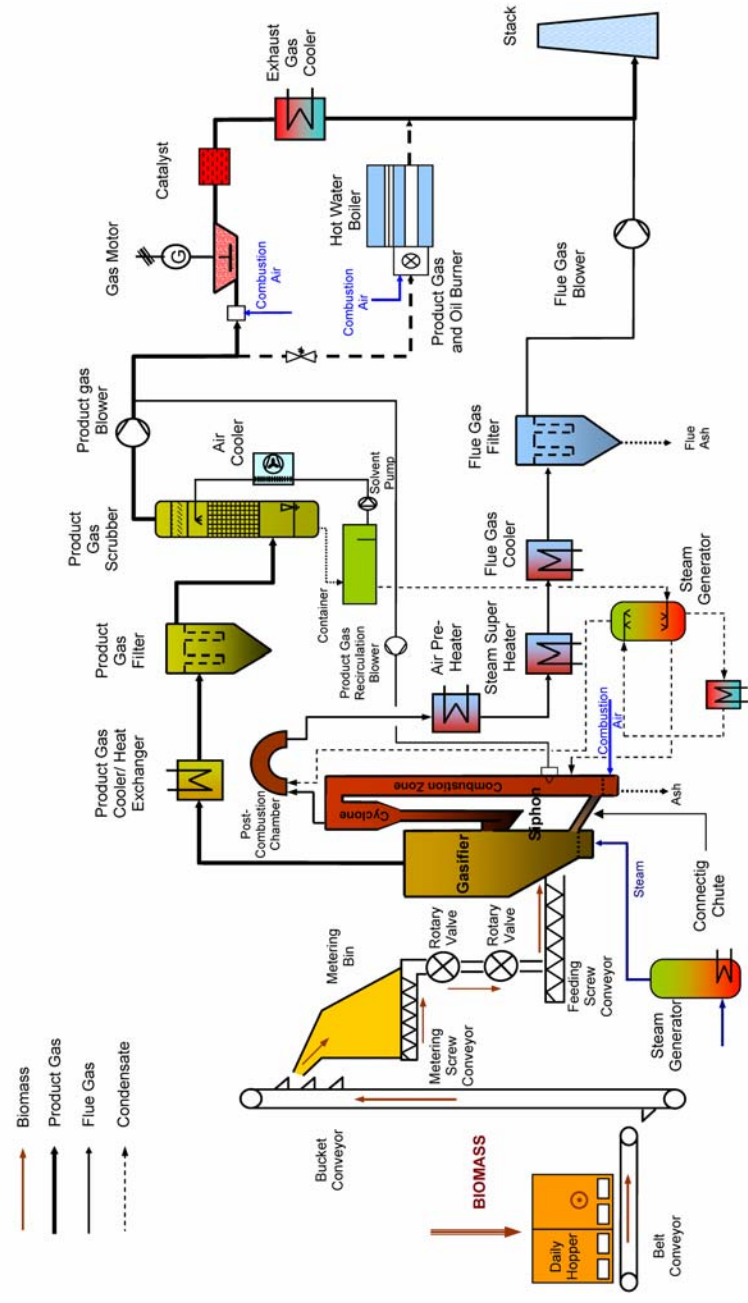 Biomass
Product Gas
Flue Gas
Condensate
BIOMASS
Daily
Hopper
Belt
Conveyor
Bucket
Conveyor
Metering
Bin
Metering
Screw
Conveyor
Rotary
Valve
Rotary
Valve
Feeding
Screw
Conveyor
Steam
Generator
Steam
Connectig
Chute
Gasifier
Siphon
Cyclone
Combustion Zone
Ash
Combustion
Air
Post-
Combustion
Chamber
Product Gas
Cooler/ Heat
Exchanger
Product
Gas
Filter
Product
Gas
Scrubber
Air
Cooler
Solvent
Pump
Container
Product Gas
Recirculation
Blower
Air Pre-
Heater
Steam Super
Heater
Flue Gas
Cooler
Steam
Generator
Flue Gas
Filter
Flue
Ash
Flue Gas
Blower
Product gas
Blower
Gas Motor
G
Combustion
Air
Catalyst
Exhaust
Gas
Cooler
Hot Water
Boiler
Combustion
Air
Product Gas
and Oil Burner
Stack